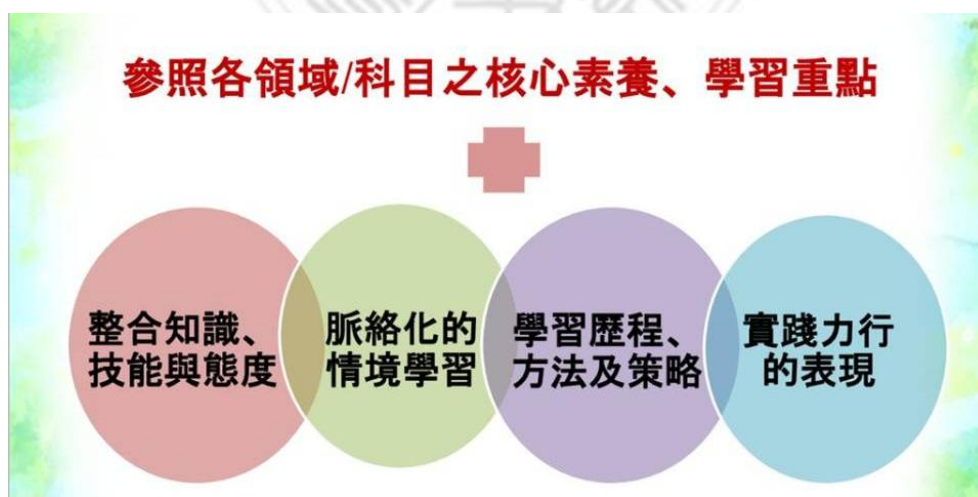 參照各領域/科目之核心素養、學習重點
整合知識、
技能與態度
脈絡化的
情境學習
學習歷程、
方法及策略
實踐力行
的表現